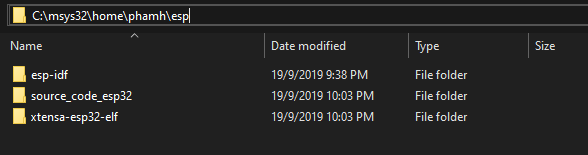 C:\msys32\home\phamh\esp
Name Date modified Type Size
esp-idf 19/9/2019 9:38 PM File folder
source_code_esp32 19/9/2019 10:03 PM File folder
xtensa-esp32-elf 19/9/2019 10:03 PM File folder